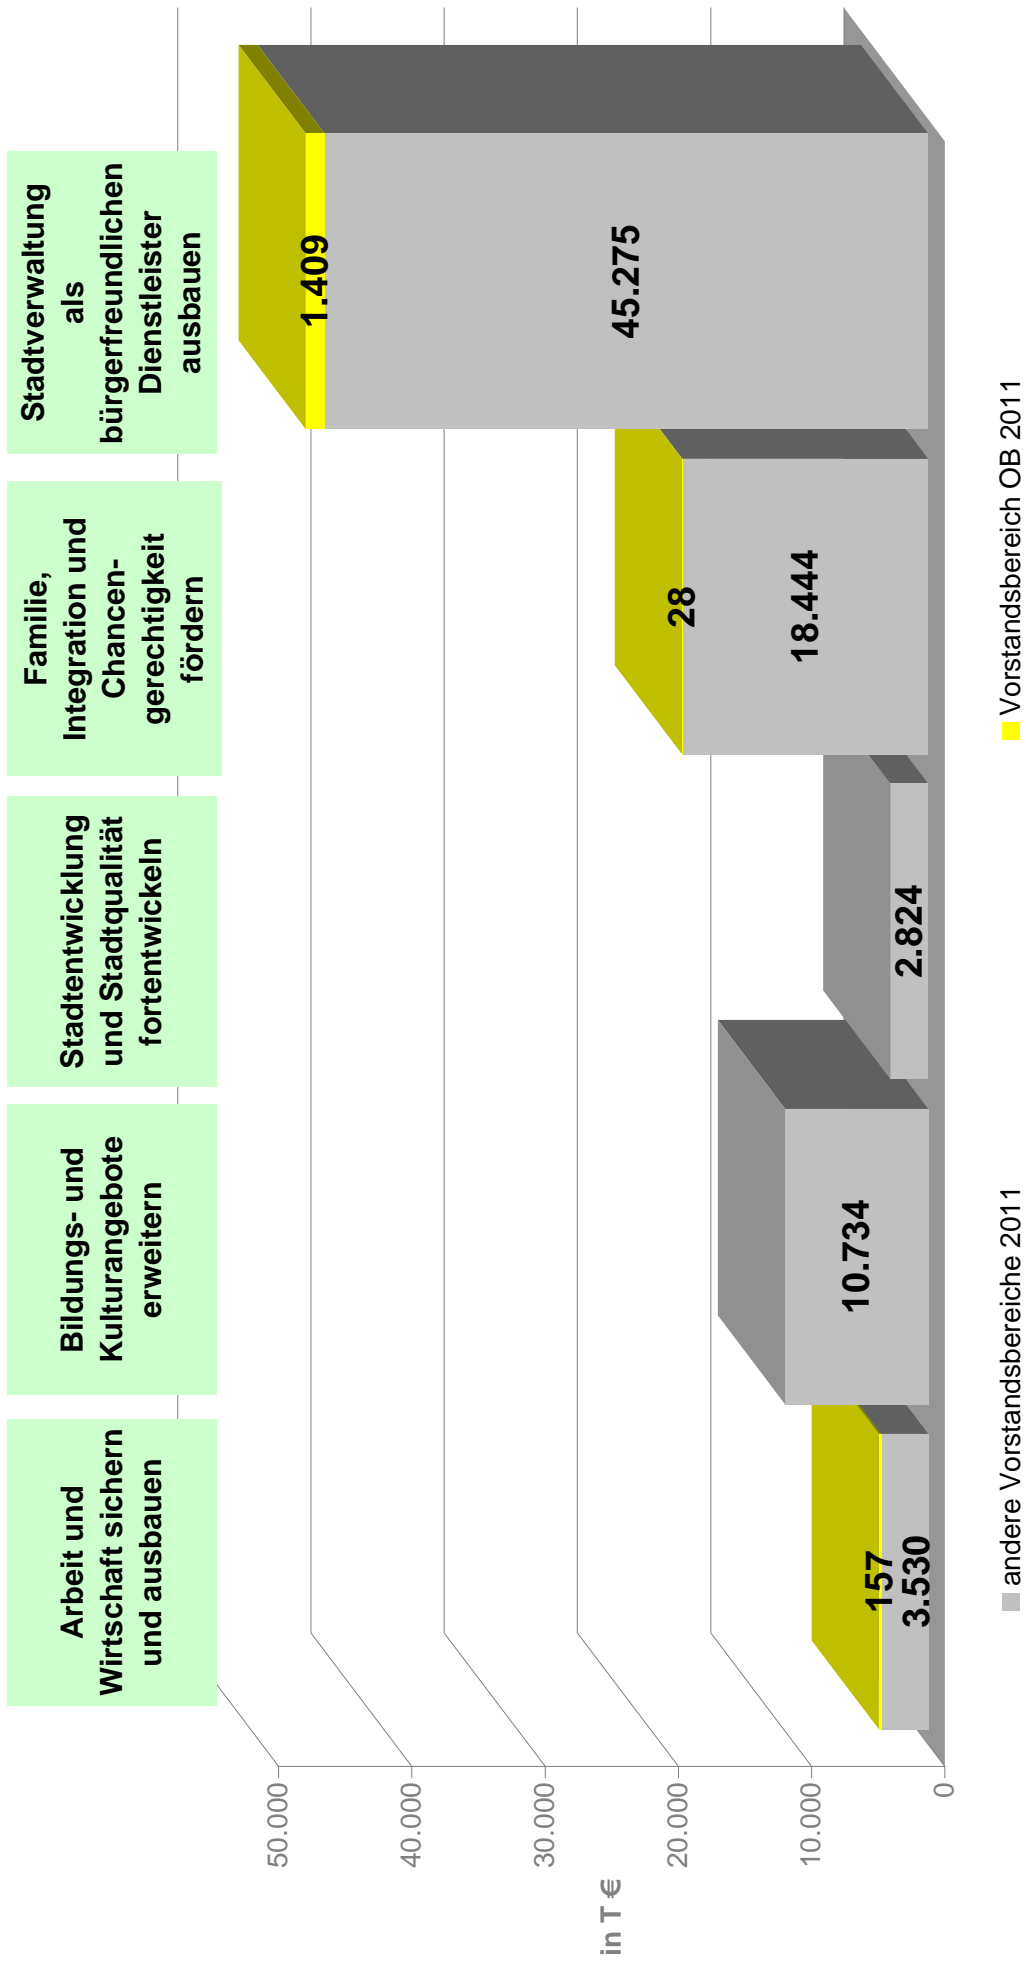 Arbeit und
Wirtschaft sichern
und ausbauen
Bildungs- und
Kulturangebote
erweitern
Stadtentwicklung
und Stadtqualität
fortentwickeln
Familie,
Integration und
Chancen-
gerechtigkeit
fördern
Stadtverwaltung
als
bürgerfreundlichen
Dienstleister
ausbauen
50.000
40.000
30.000
20.000
10.000
0
in T €
157
3.530
10.734
2.824
28
18.444
1.409
45.275
andere Vorstandsbereiche 2011
Vorstandsbereich OB 2011